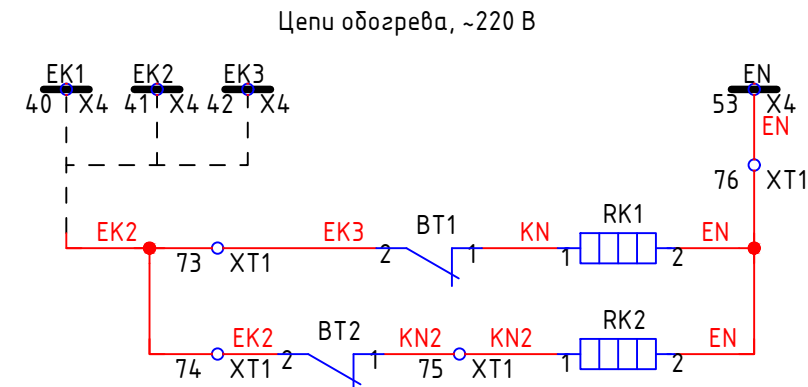 Цепи обогрева, ~220 В
EK1 EK2 EK3 EN
40 X4 41 X4 42 X4 53 X4
EN
76 XT1
EK2 EK3 BT1 KN RK1 EN
73 XT1 2 1 1 2
EK2 BT2 KN2 KN2 RK2 EN
74 XT1 2 1 75 XT1 1 2